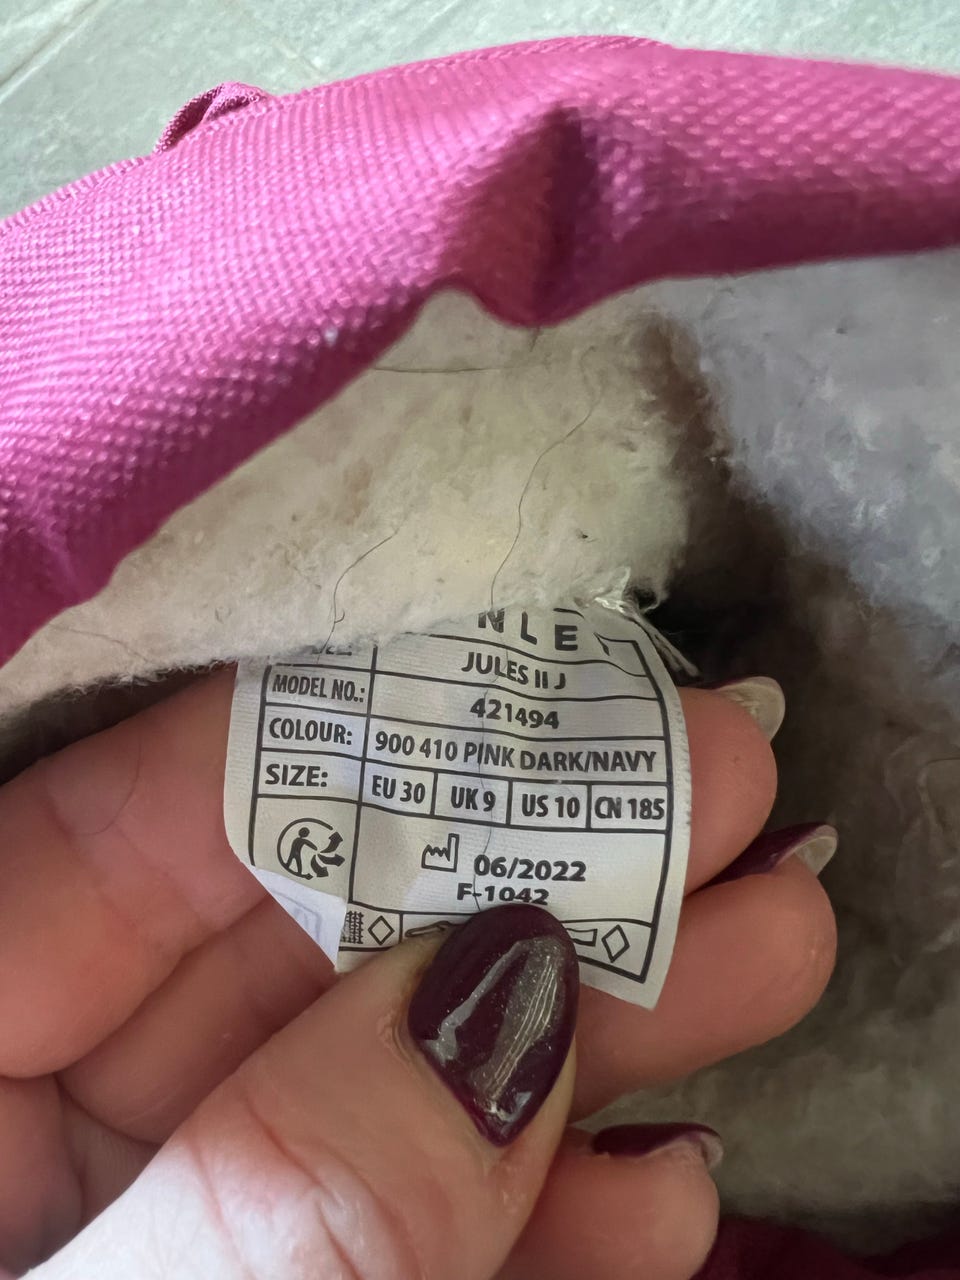 NLE
JULES II J
MODEL NO.: 421494
COLOUR: 900 410 PINK DARK/NAVY
SIZE: EU 30 UK 9 US 10 CN 185
06/2022
F-1042